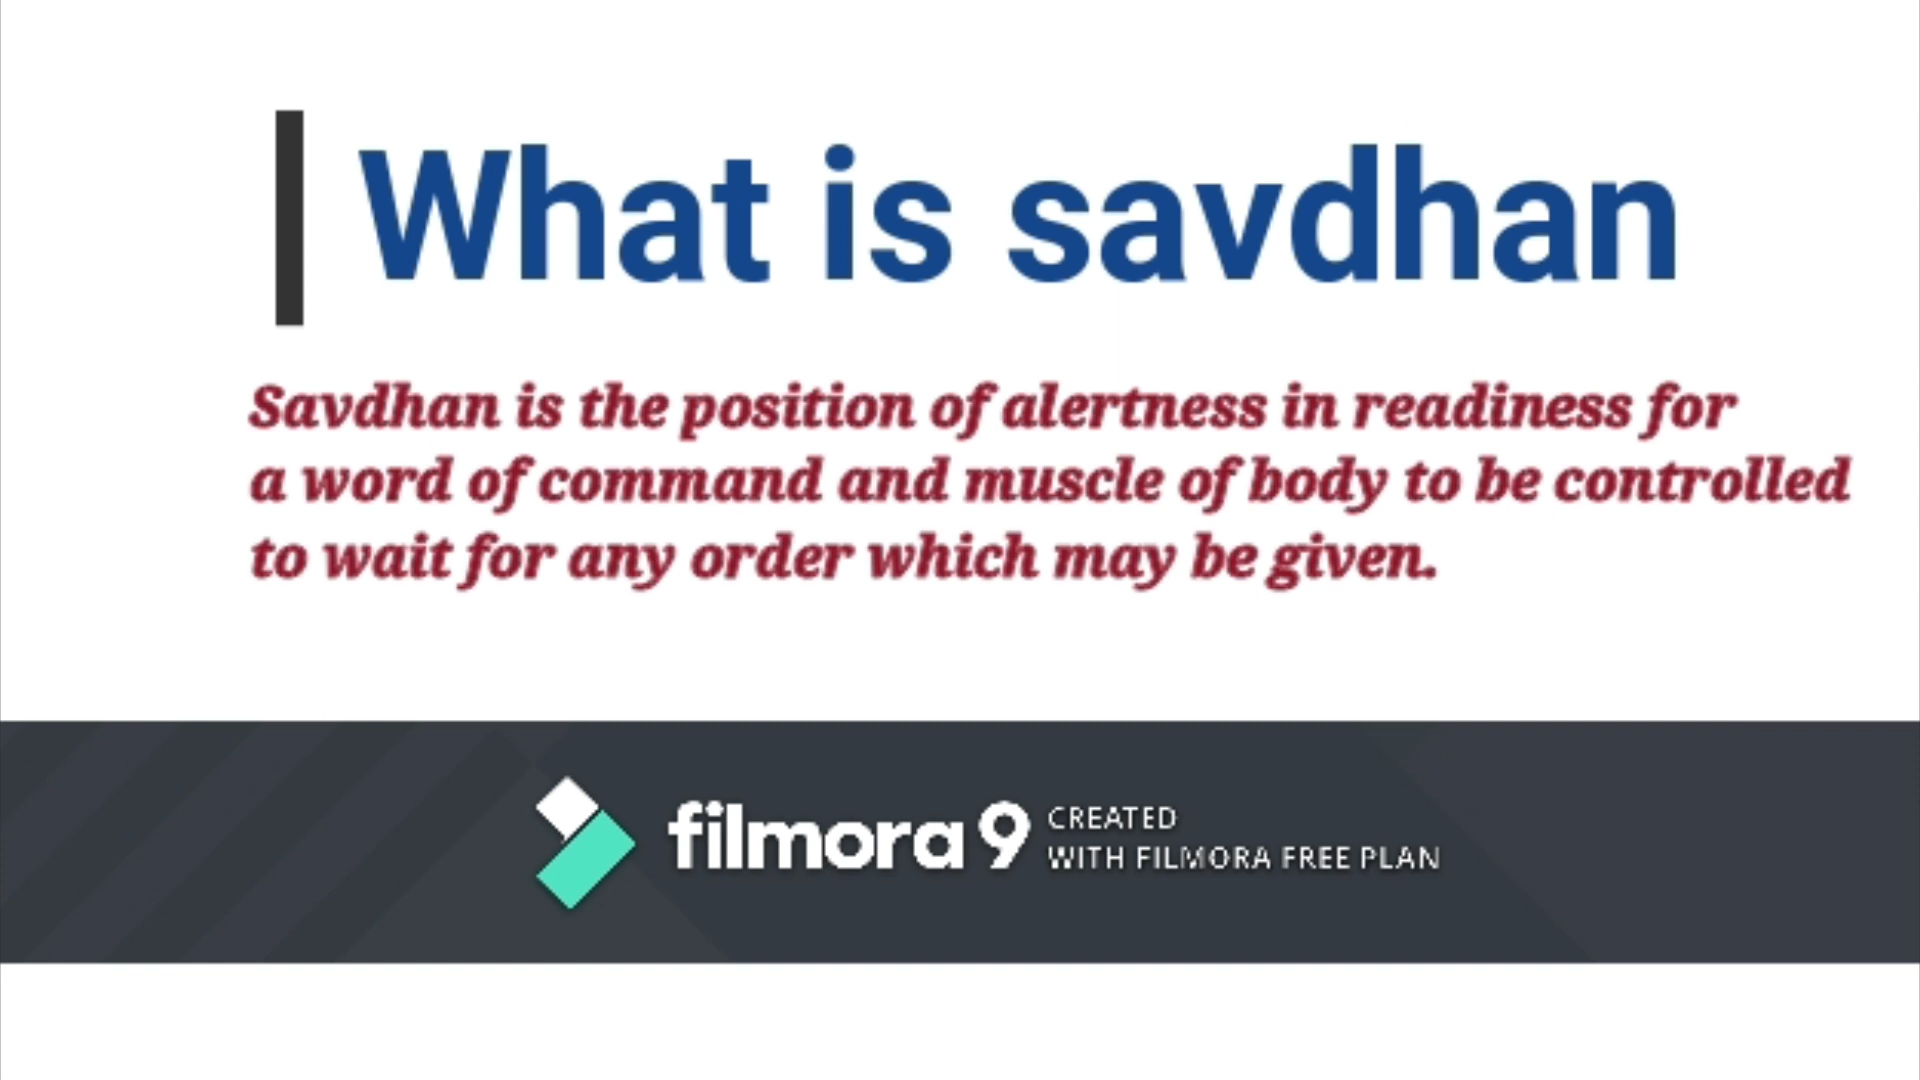 What is savdhan
Savdhan is the position of alertness in readiness for
a word of command and muscle of body to be controlled
to wait for any order which may be given.
filmora 9 CREATED
WITH FILMORA FREE PLAN